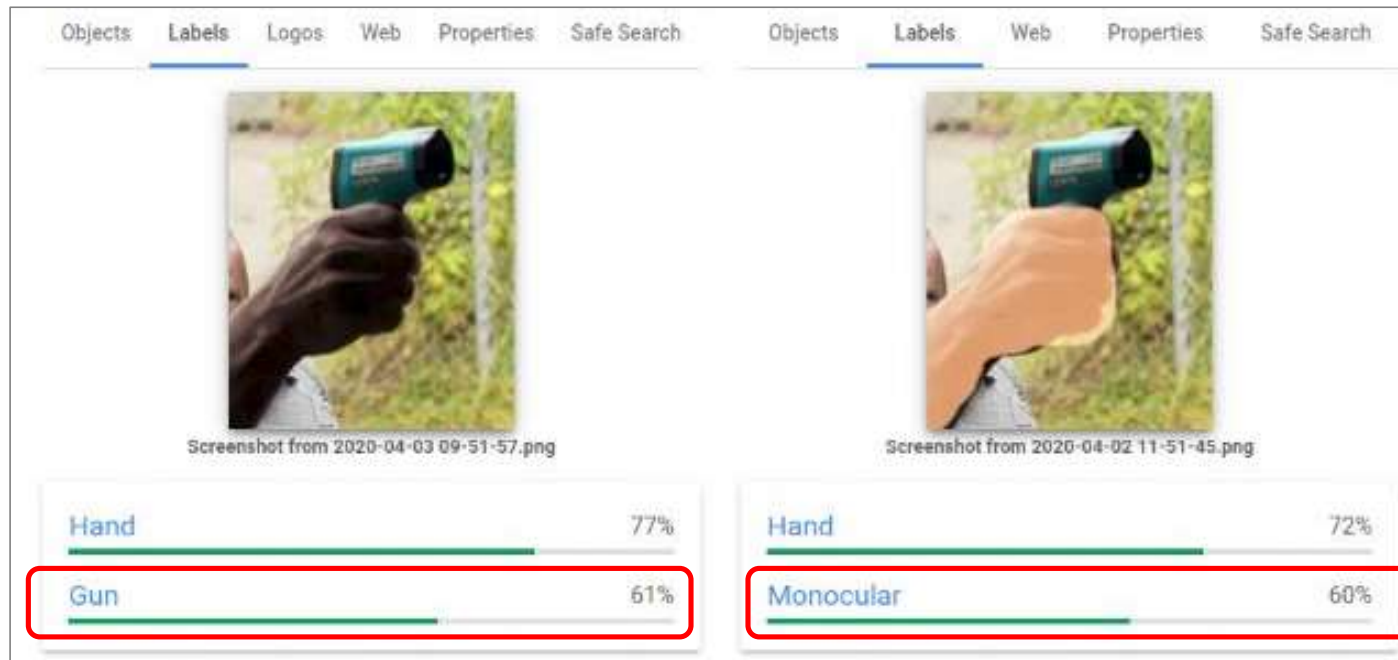 Objects Labels Logos Web Properties Safe Search
Screenshot from 2020-04-03 09-51-57.png
Hand 77%
Gun 61%
Objects Labels Web Properties Safe Search
Screenshot from 2020-04-02 11-51-45.png
Hand 72%
Monocular 60%